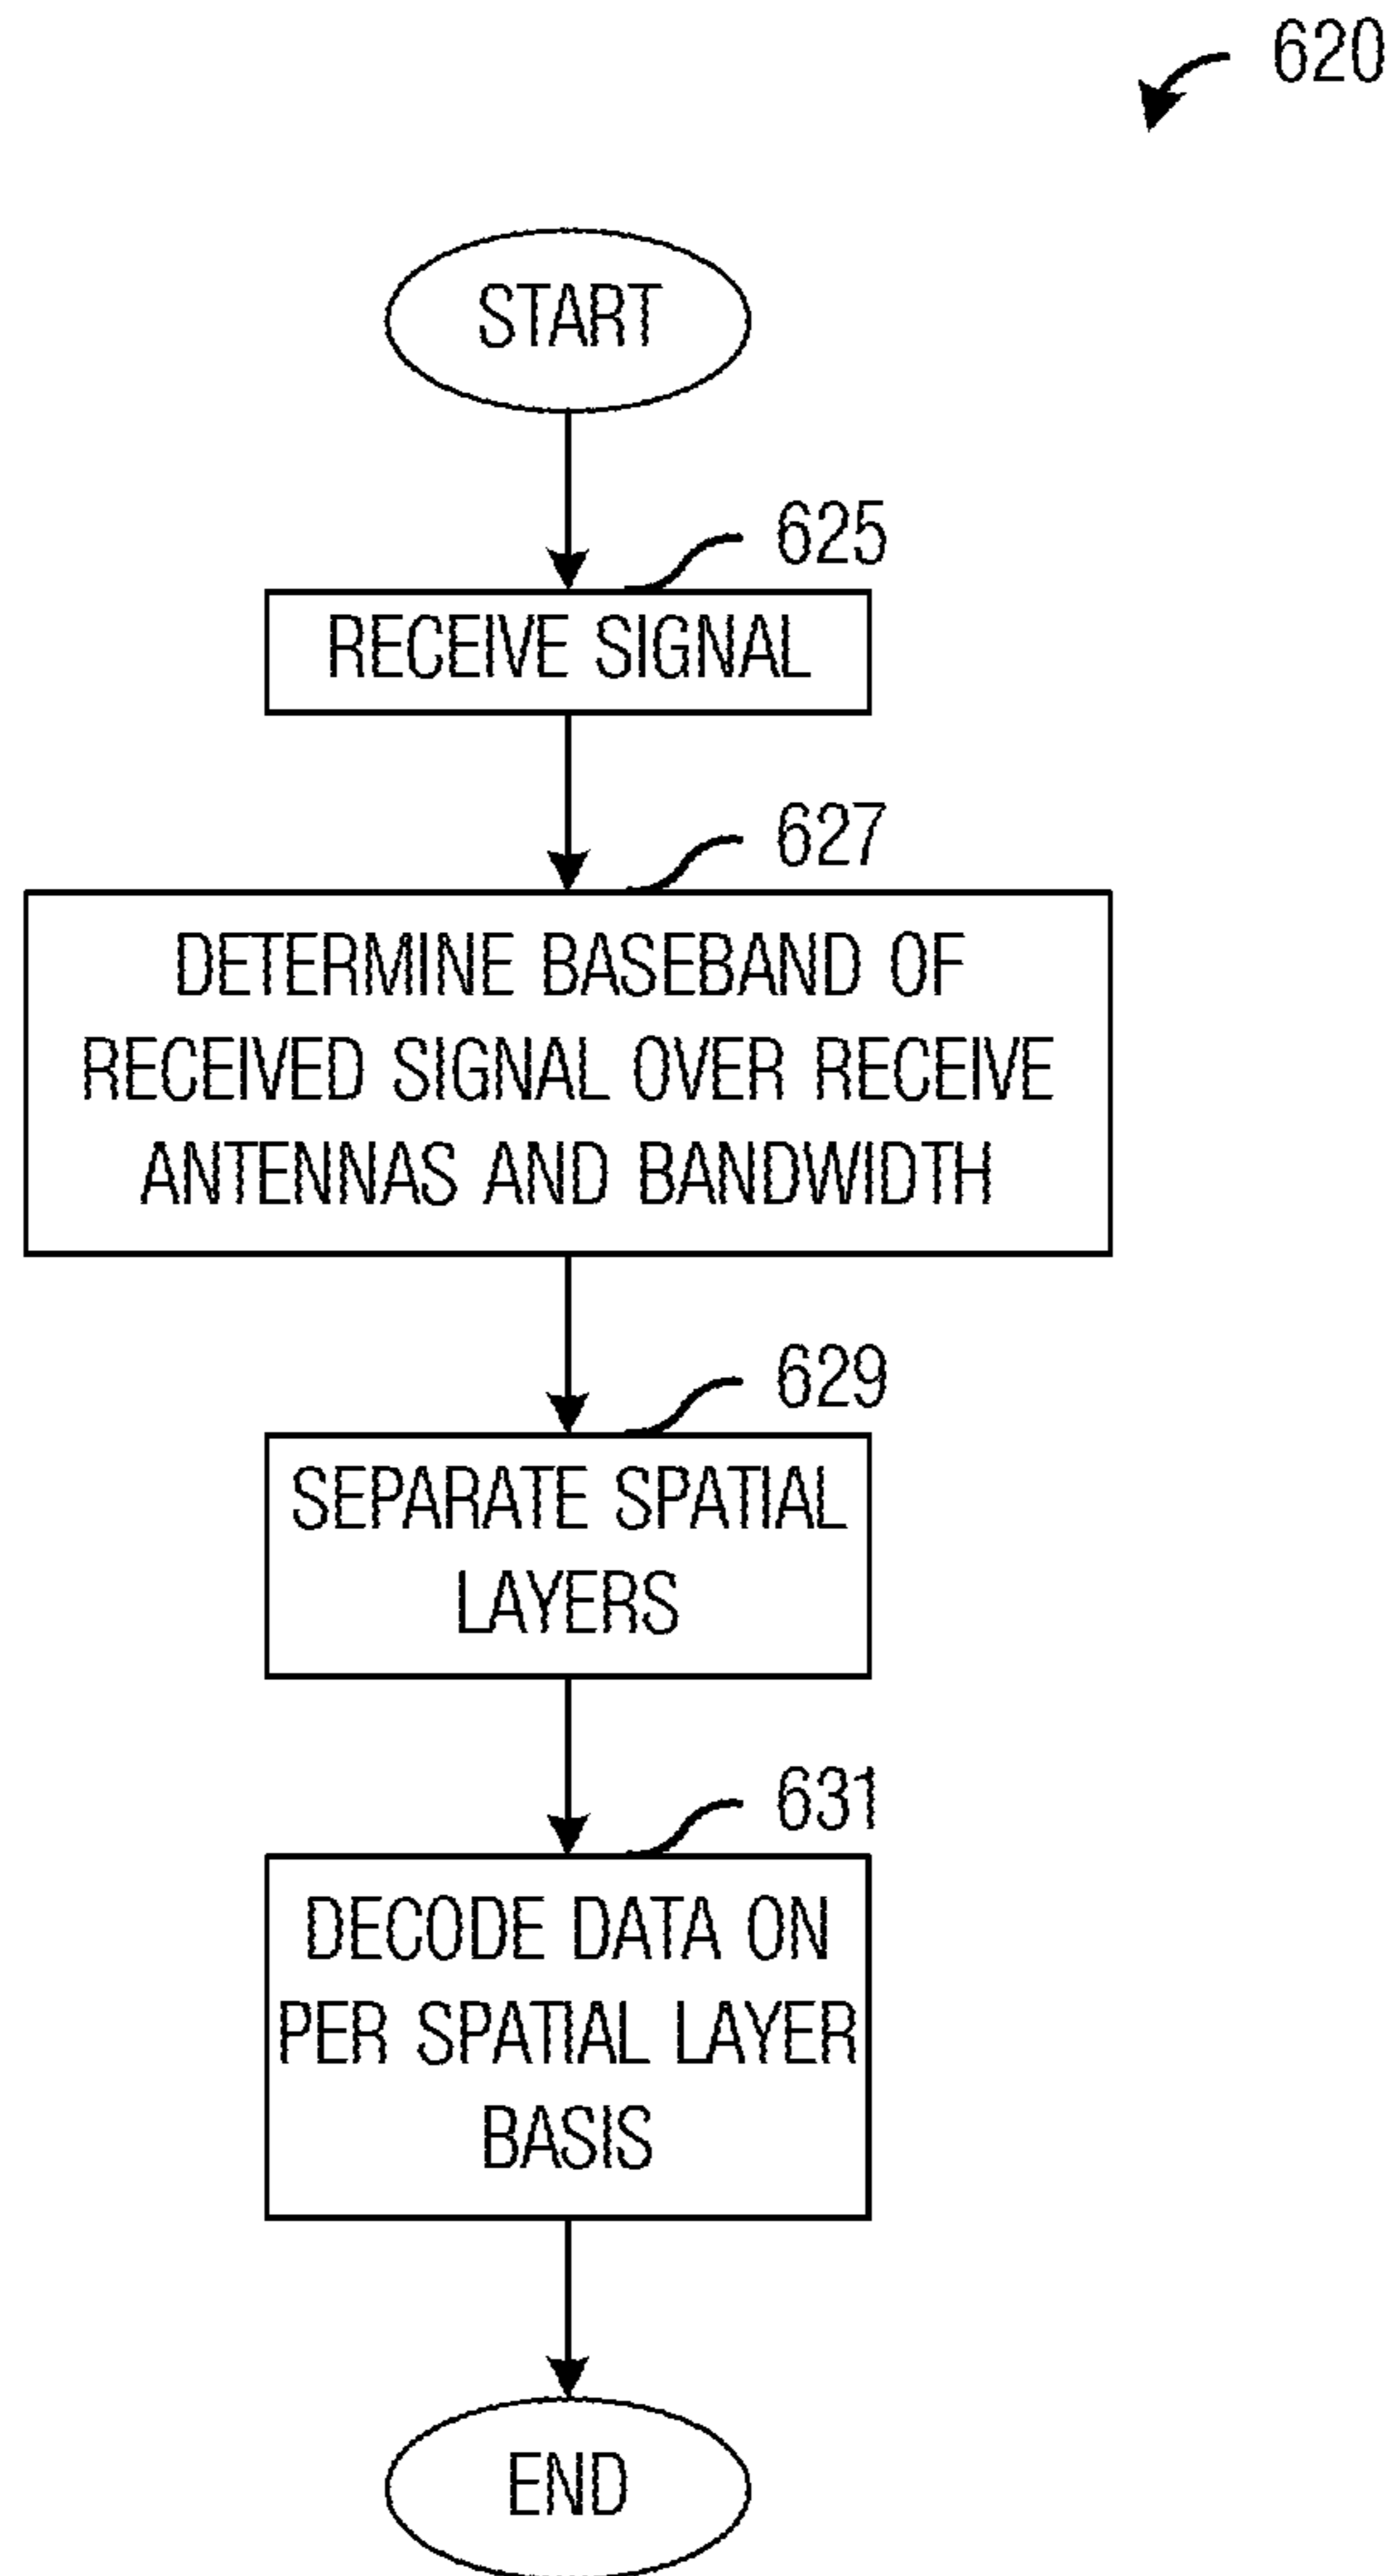 620
START
625
RECEIVE SIGNAL
627
DETERMINE BASEBAND OF
RECEIVED SIGNAL OVER RECEIVE
ANTENNAS AND BANDWIDTH
629
SEPARATE SPATIAL
LAYERS
631
DECODE DATA ON
PER SPATIAL LAYER
BASIS
END